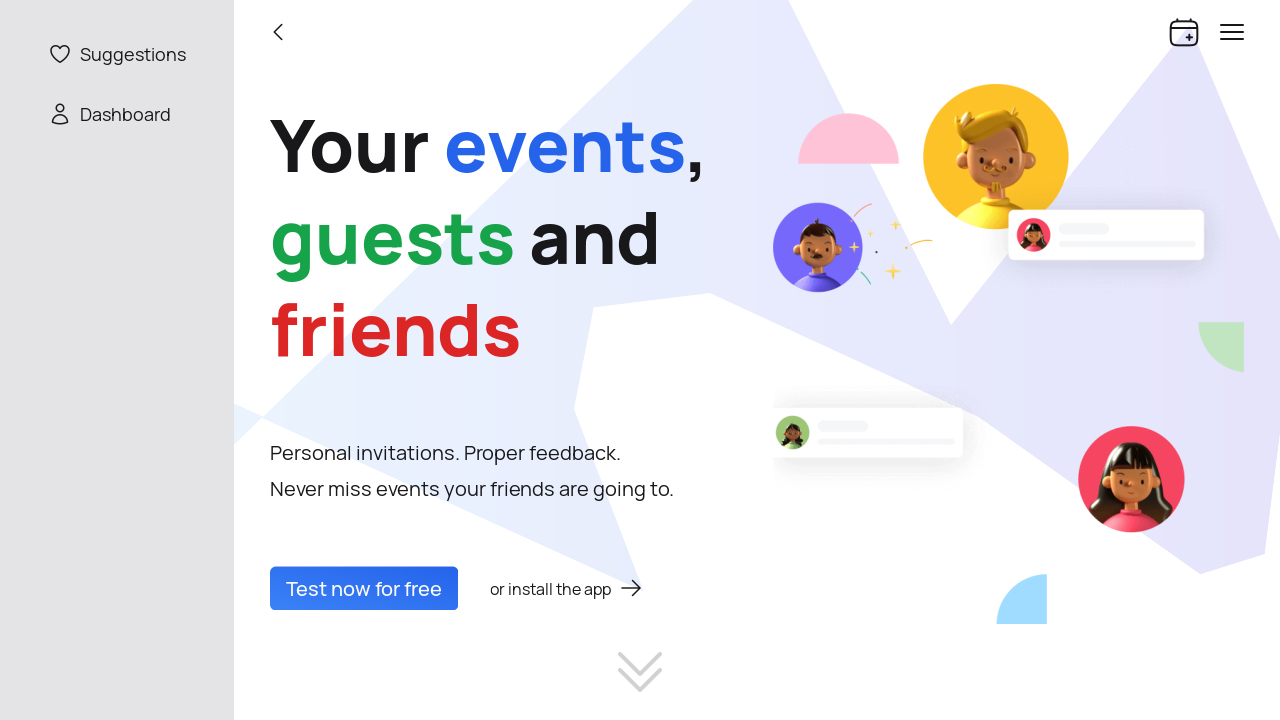 Suggestions
Dashboard
Your events,
guests and
friends
Personal invitations. Proper feedback.
Never miss events your friends are going to.
Test now for free
or install the app